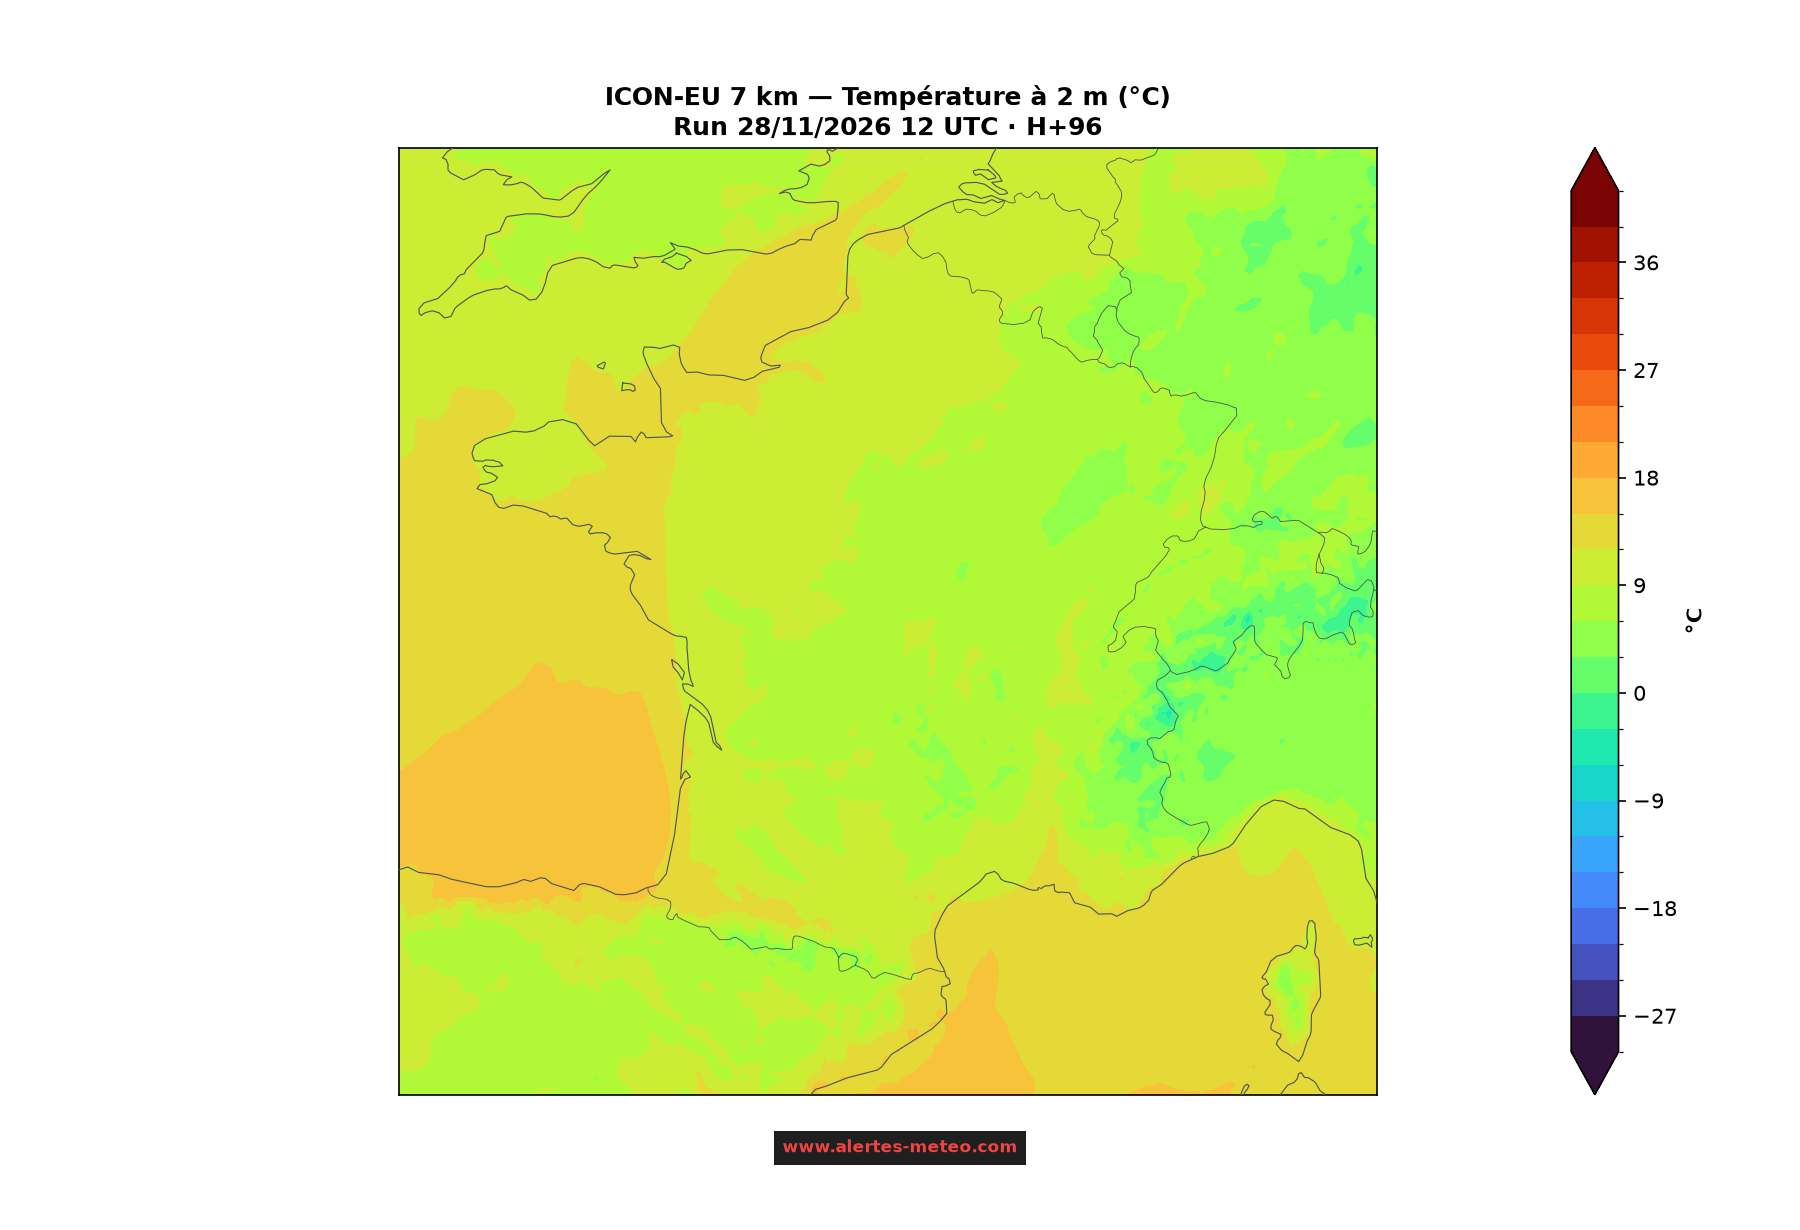 ICON-EU 7 km — Température à 2 m (°C)
Run 28/11/2026 12 UTC · H+96
36
27
18
9
0
−9
−18
−27
°C
www.alertes-meteo.com